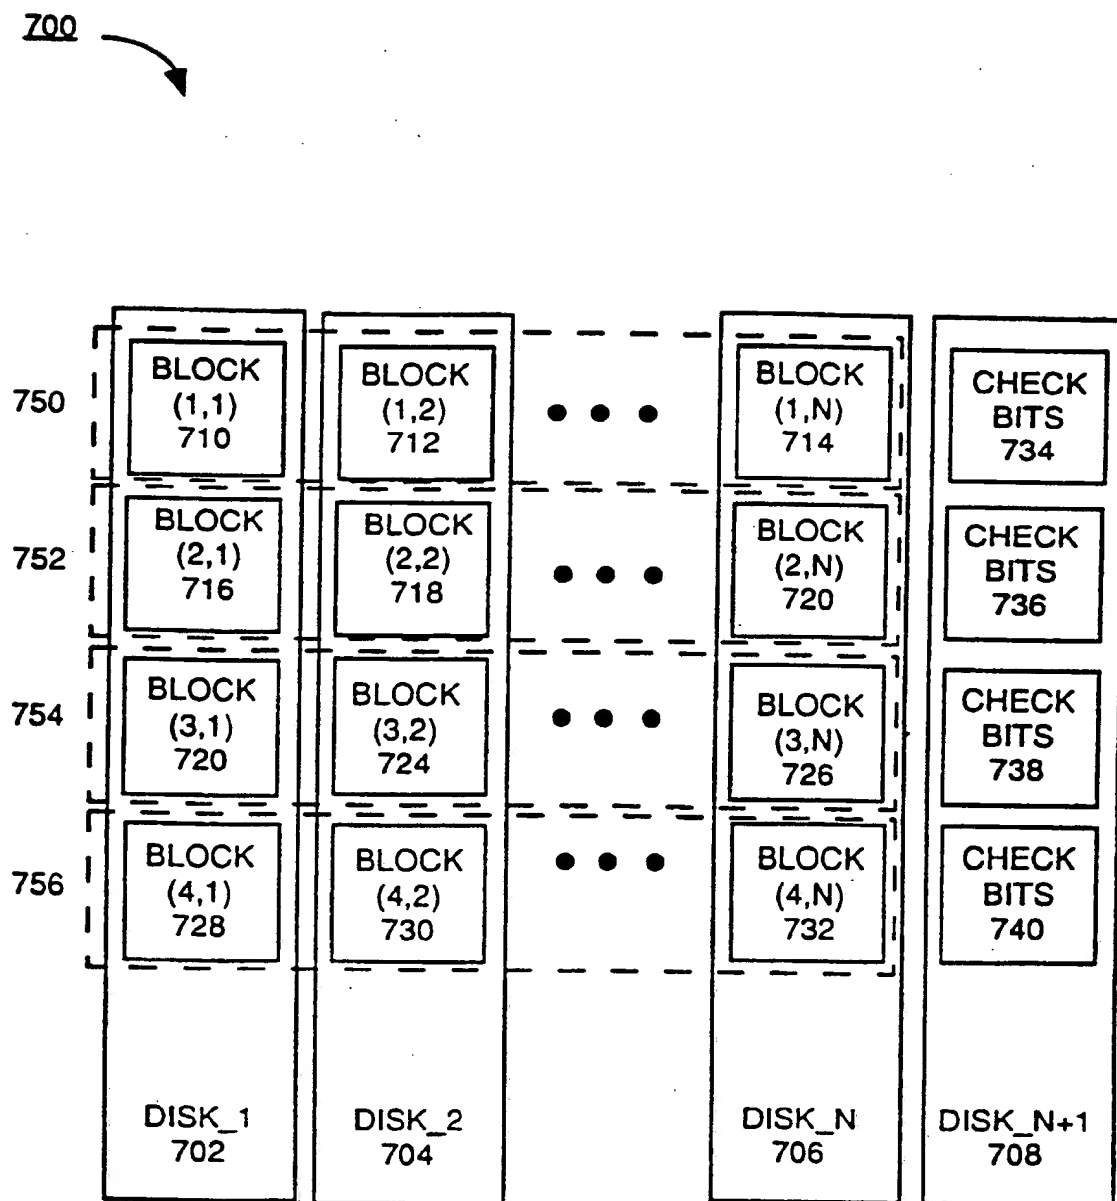 700
750
BLOCK
(1,1)
710
BLOCK
(1,2)
712
BLOCK
(1,N)
714
CHECK
BITS
734
752
BLOCK
(2,1)
716
BLOCK
(2,2)
718
BLOCK
(2,N)
720
CHECK
BITS
736
754
BLOCK
(3,1)
720
BLOCK
(3,2)
724
BLOCK
(3,N)
726
CHECK
BITS
738
756
BLOCK
(4,1)
728
BLOCK
(4,2)
730
BLOCK
(4,N)
732
CHECK
BITS
740
DISK_1
702
DISK_2
704
DISK_N
706
DISK_N+1
708